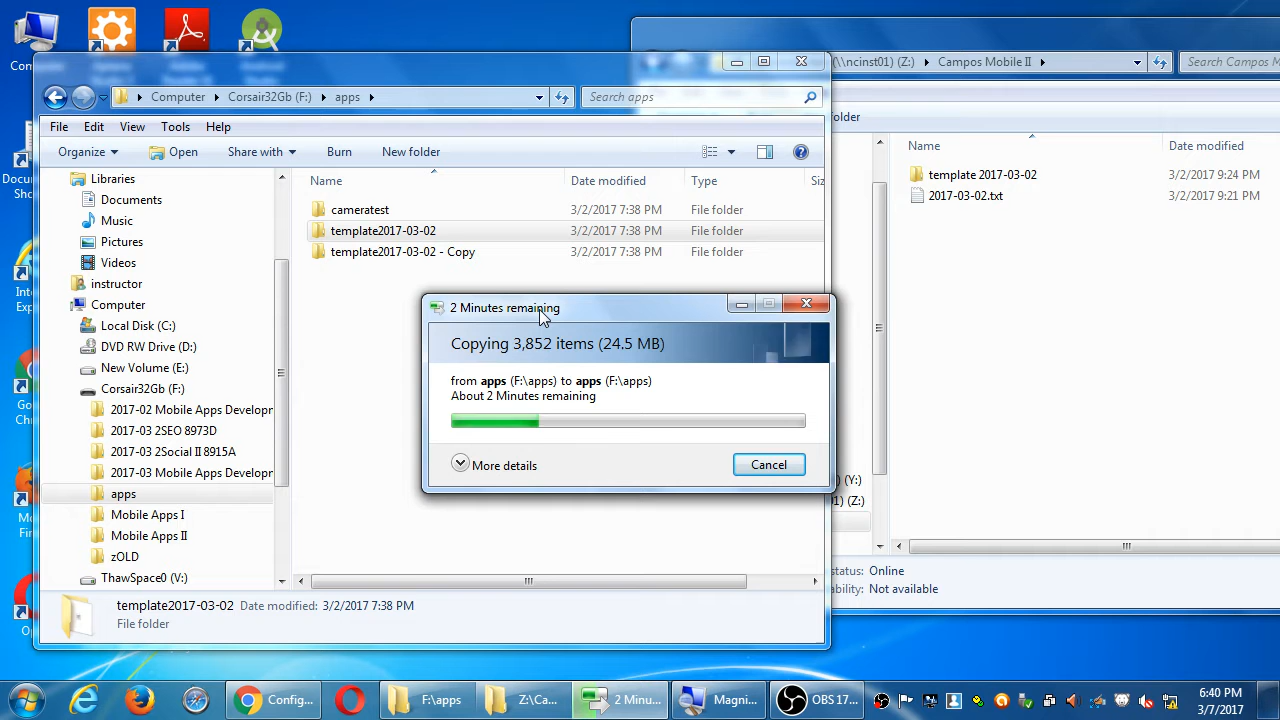 (\\ncinst01) (Z:)
Campos Mobile II
Search Campos M
Computer
Corsair32Gb (F:)
apps
Search apps
older
File
Edit
View
Tools
Help
Organize
Open
Share with
Burn
New folder
Name
Date modified
Type
Siz
Name
Date modified
Libraries
Documents
Music
Pictures
Videos
instructor
Computer
Local Disk (C:)
DVD RW Drive (D:)
New Volume (E:)
Corsair32Gb (F:)
2017-02 Mobile Apps Developr
2017-03 2SEO 8973D
2017-03 2Social II 8915A
2017-03 Mobile Apps Developr
apps
Mobile Apps I
Mobile Apps II
zOLD
ThawSpace0 (V:)
cameratest 3/2/2017 7:38 PM File folder
template2017-03-02 3/2/2017 7:38 PM File folder
template2017-03-02 - Copy 3/2/2017 7:38 PM File folder
template 2017-03-02 3/2/2017 9:24 PM
2017-03-02.txt 3/2/2017 9:21 PM
2 Minutes remaining
Copying 3,852 items (24.5 MB)
from apps (F:\apps) to apps (F:\apps)
About 2 Minutes remaining
More details
Cancel
) (Y:)
1) (Z:)
status: Online
ability: Not available
template2017-03-02 Date modified: 3/2/2017 7:38 PM
File folder
Config...
F:\apps
Z:\Ca...
2 Minu...
Magni...
OBS 17...
6:40 PM
3/7/2017